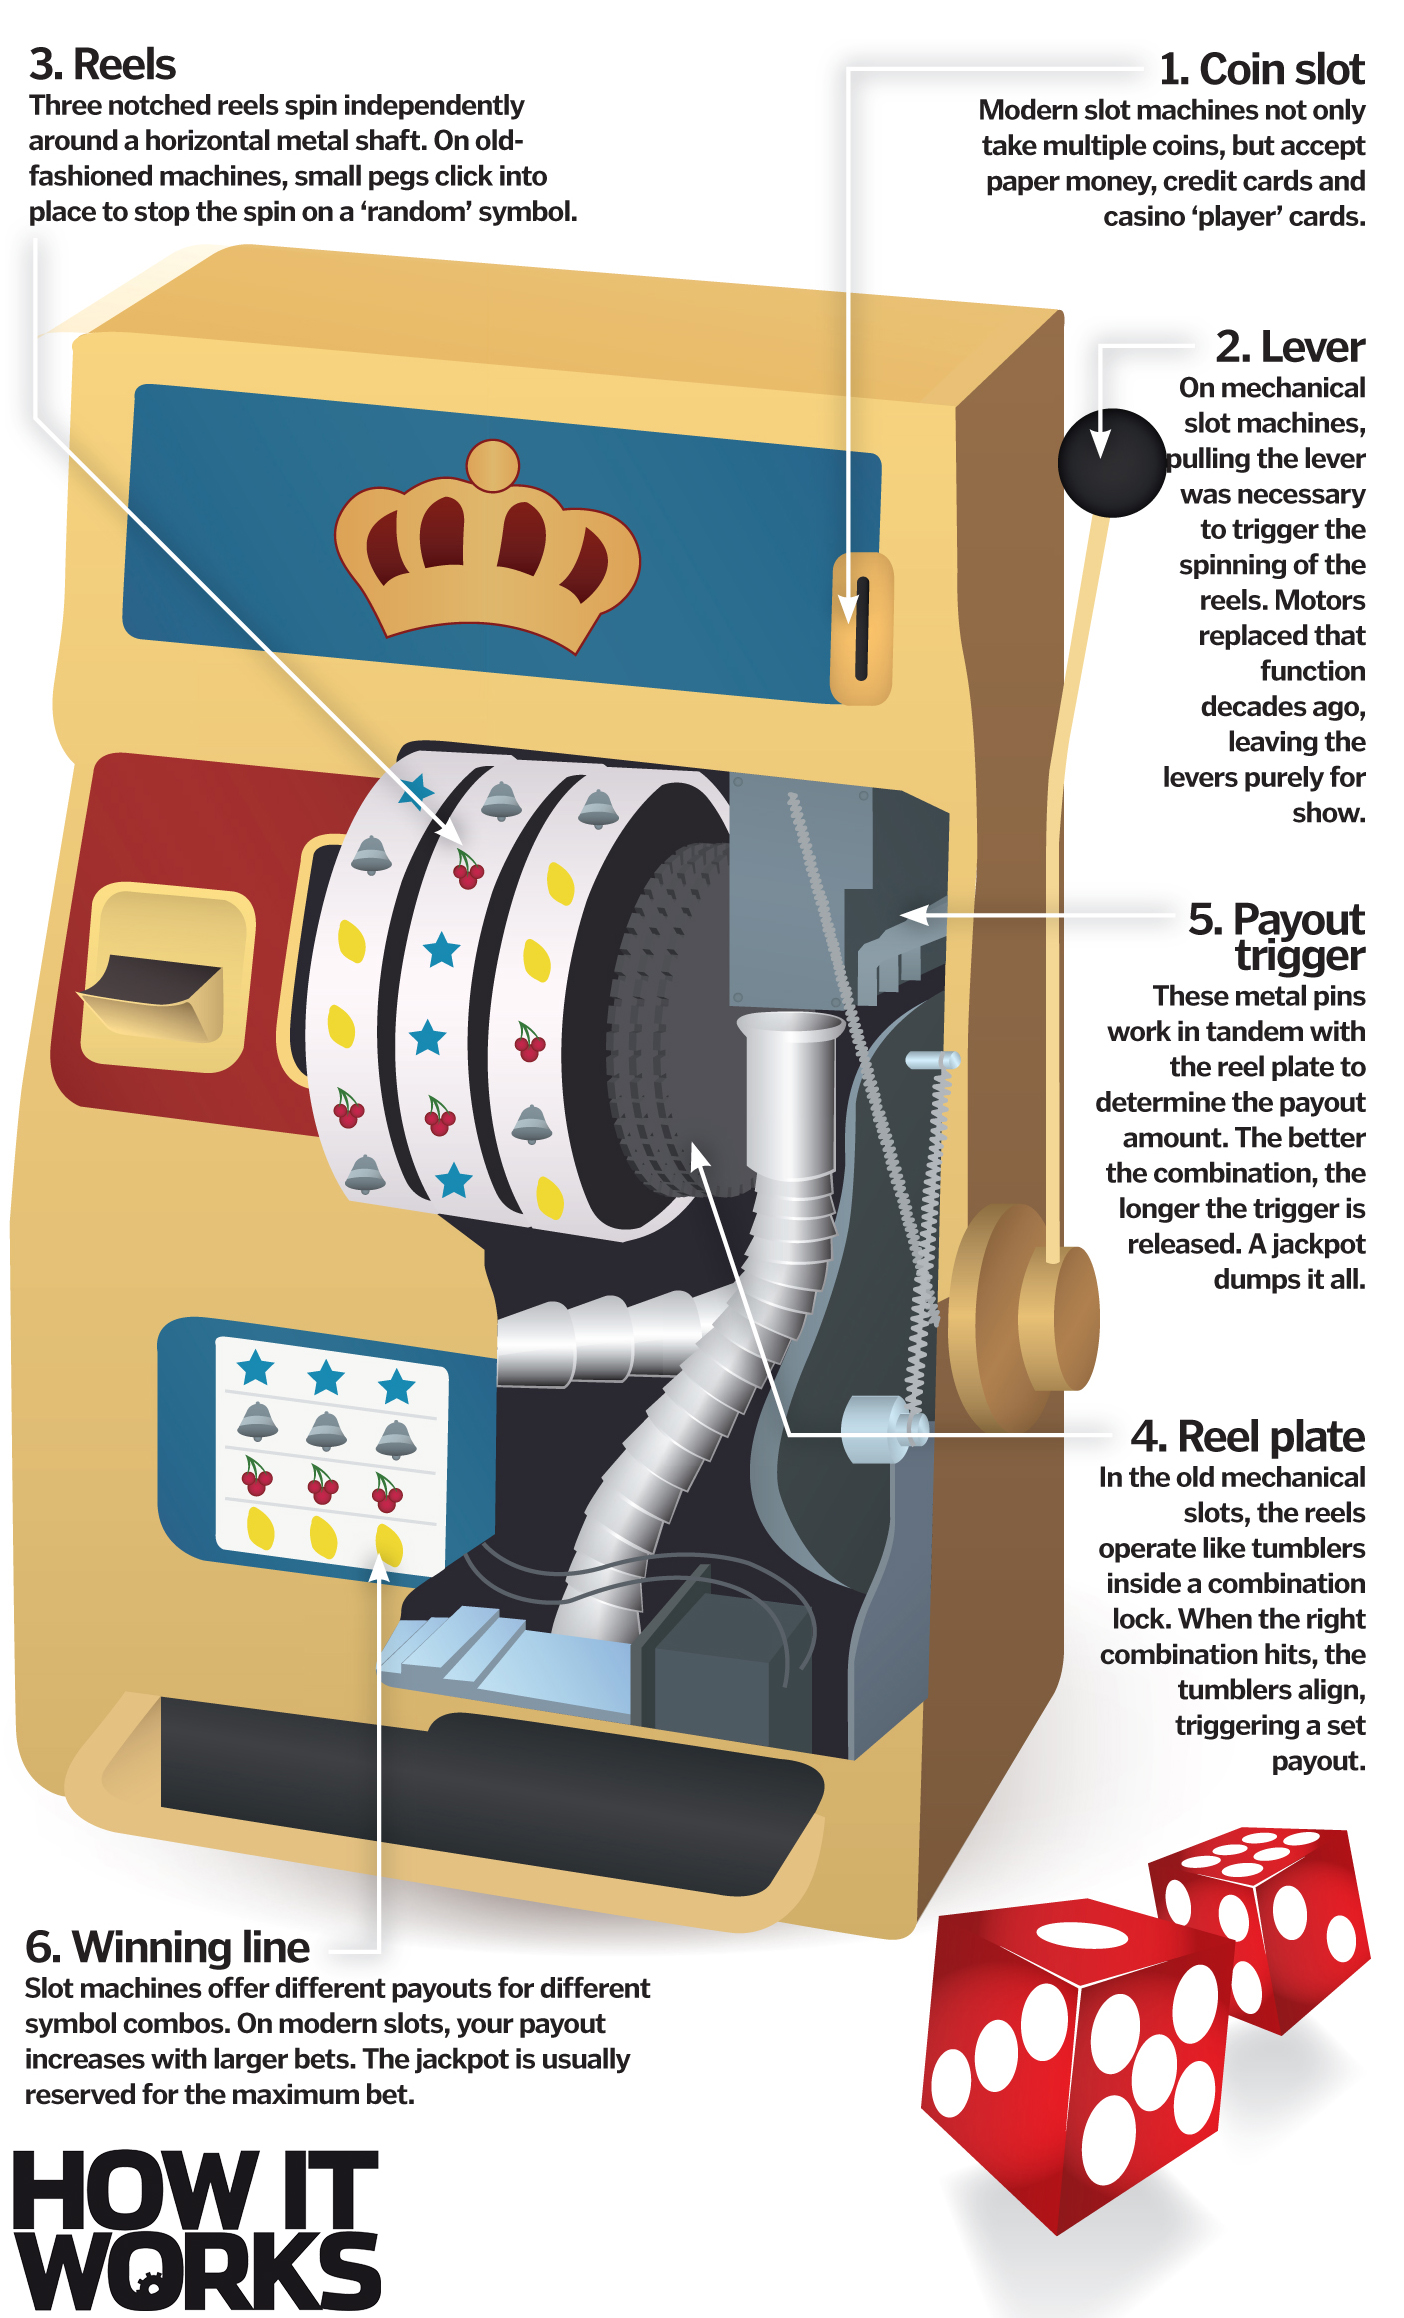 3. Reels
Three notched reels spin independently
around a horizontal metal shaft. On old-
fashioned machines, small pegs click into
place to stop the spin on a ‘random’ symbol.
1. Coin slot
Modern slot machines not only
take multiple coins, but accept
paper money, credit cards and
casino ‘player’ cards.
2. Lever
On mechanical
slot machines,
pulling the lever
was necessary
to trigger the
spinning of the
reels. Motors
replaced that
function
decades ago,
leaving the
levers purely for
show.
5. Payout
trigger
These metal pins
work in tandem with
the reel plate to
determine the payout
amount. The better
the combination, the
longer the trigger is
released. A jackpot
dumps it all.
4. Reel plate
In the old mechanical
slots, the reels
operate like tumblers
inside a combination
lock. When the right
combination hits, the
tumblers align,
triggering a set
payout.
6. Winning line
Slot machines offer different payouts for different
symbol combos. On modern slots, your payout
increases with larger bets. The jackpot is usually
reserved for the maximum bet.
HOW IT
WORKS